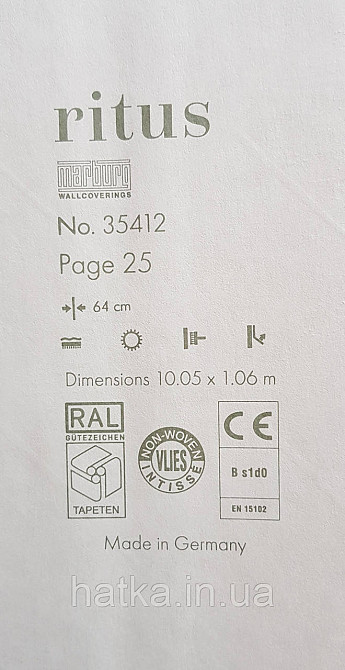 ritus
marburg
WALLCOVERINGS
No. 35412
Page 25
64 cm
Dimensions 10.05 x 1.06 m
RAL
GÜTEZEICHEN
TAPETEN
NON-WOVEN
VLIES
INTISSE
CE
B s1d0
EN 15102
Made in Germany
hatka.in.ua